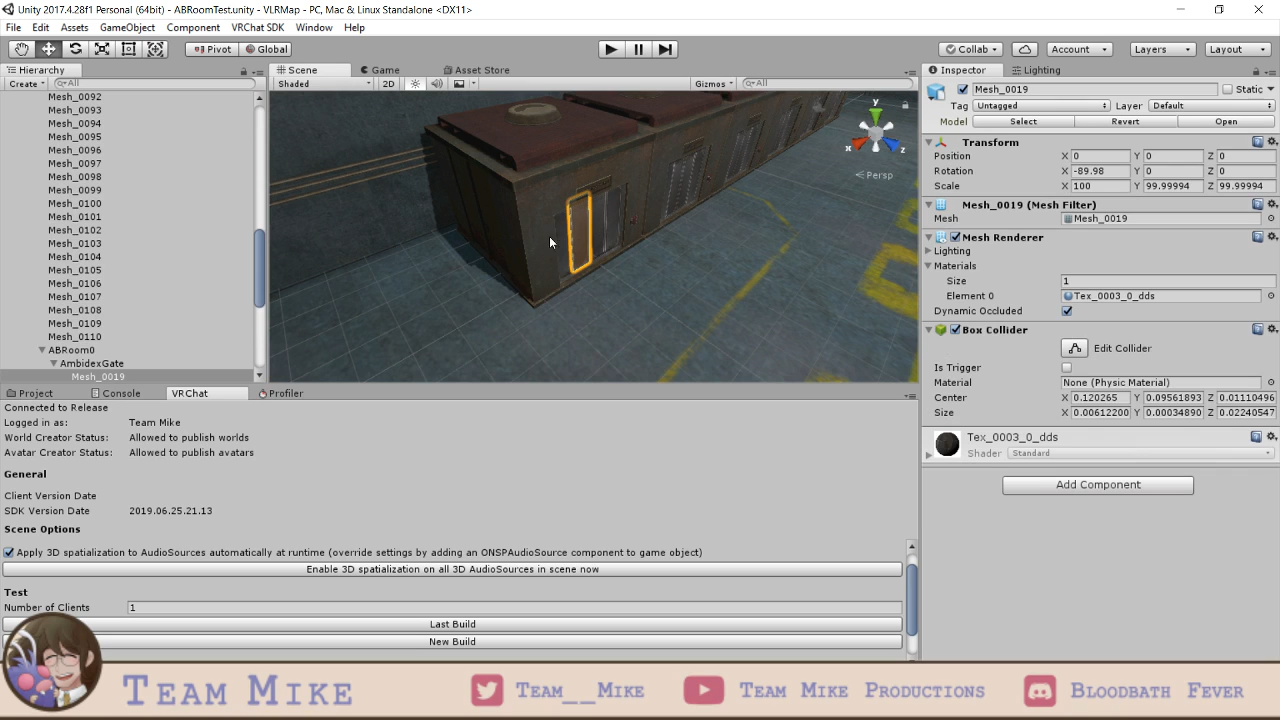 Unity 2017.4.28f1 Personal (64bit) - ABRoomTest.unity - VLRMap - PC, Mac & Linux Standalone <DX11>
File Edit Assets GameObject Component VRChat SDK Window Help
Pivot Global Collab Account Layers Layout
Hierarchy Scene Game Asset Store Inspector Lighting
Create All Shaded 2D Gizmos All
Mesh_0092
Mesh_0093
Mesh_0094
Mesh_0095
Mesh_0096
Mesh_0097
Mesh_0098
Mesh_0099
Mesh_0100
Mesh_0101
Mesh_0102
Mesh_0103
Mesh_0104
Mesh_0105
Mesh_0106
Mesh_0107
Mesh_0108
Mesh_0109
Mesh_0110
ABRoom0
AmbidexGate
Mesh_0019
y
x
z
Persp
Mesh_0019 Static
Tag Untagged Layer Default
Model Select Revert Open
Transform
Position X 0 Y 0 Z 0
Rotation X -89.98 Y 0 Z 0
Scale X 100 Y 99.99994 Z 99.99994
Mesh_0019 (Mesh Filter)
Mesh Mesh_0019
Mesh Renderer
Lighting
Materials
Size 1
Element 0 Tex_0003_0_dds
Dynamic Occluded
Box Collider
Edit Collider
Is Trigger
Material None (Physic Material)
Center X 0.120265 Y 0.09561893 Z 0.01110496
Size X 0.00612200 Y 0.00034890 Z 0.02240547
Tex_0003_0_dds
Shader Standard
Add Component
Project Console VRChat Profiler
Connected to Release
Logged in as: Team Mike
World Creator Status: Allowed to publish worlds
Avatar Creator Status: Allowed to publish avatars
General
Client Version Date
SDK Version Date 2019.06.25.21.13
Scene Options
Apply 3D spatialization to AudioSources automatically at runtime (override settings by adding an ONSPAudioSource component to game object)
Enable 3D spatialization on all 3D AudioSources in scene now
Test
Number of Clients 1
Last Build
New Build
Team Mike Team__Mike Team Mike Productions Bloodbath Fever